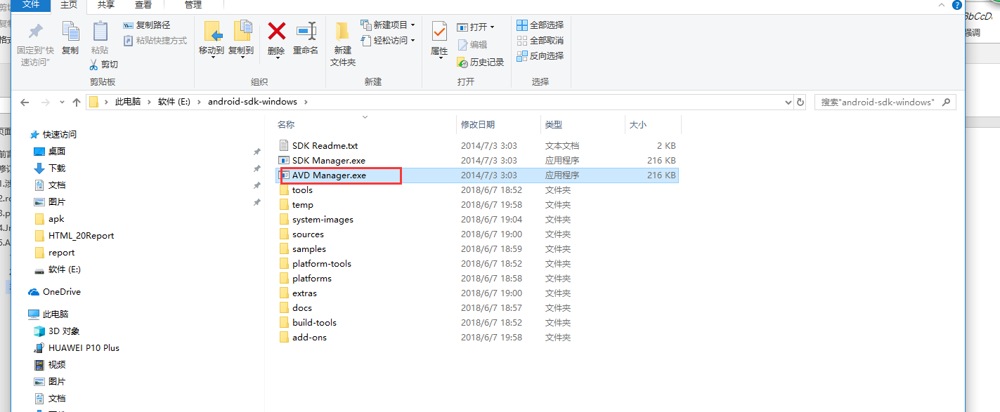 文件 主页 共享 查看 管理
固定到"快速访问"
复制
粘贴
复制路径
粘贴快捷方式
剪切
剪贴板
移动到
复制到
删除
重命名
组织
新建文件夹
新建项目
轻松访问
新建
属性
打开
编辑
历史记录
打开
全部选择
全部取消
反向选择
选择
此电脑 软件 (E:) android-sdk-windows
搜索"android-sdk-windows"
快速访问
桌面
下载
文档
图片
apk
HTML_20Report
report
软件 (E:)
OneDrive
此电脑
3D 对象
HUAWEI P10 Plus
视频
图片
文档
名称 修改日期 类型 大小
SDK Readme.txt 2014/7/3 3:03 文本文档 2 KB
SDK Manager.exe 2014/7/3 3:03 应用程序 216 KB
AVD Manager.exe 2014/7/3 3:03 应用程序 216 KB
tools 2018/6/7 18:52 文件夹
temp 2018/6/7 19:58 文件夹
system-images 2018/6/7 19:04 文件夹
sources 2018/6/7 19:00 文件夹
samples 2018/6/7 18:59 文件夹
platform-tools 2018/6/7 18:52 文件夹
platforms 2018/6/7 18:58 文件夹
extras 2018/6/7 19:00 文件夹
docs 2018/6/7 18:57 文件夹
build-tools 2018/6/7 18:52 文件夹
add-ons 2018/6/7 19:58 文件夹
强调